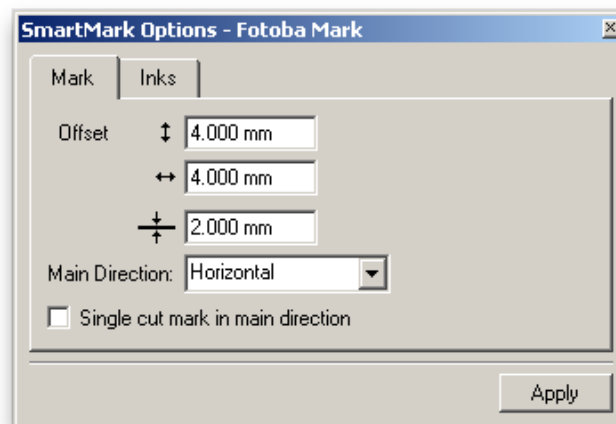 SmartMark Options - Fotoba Mark
Mark Inks
Offset 4.000 mm
4.000 mm
2.000 mm
Main Direction: Horizontal
Single cut mark in main direction
Apply